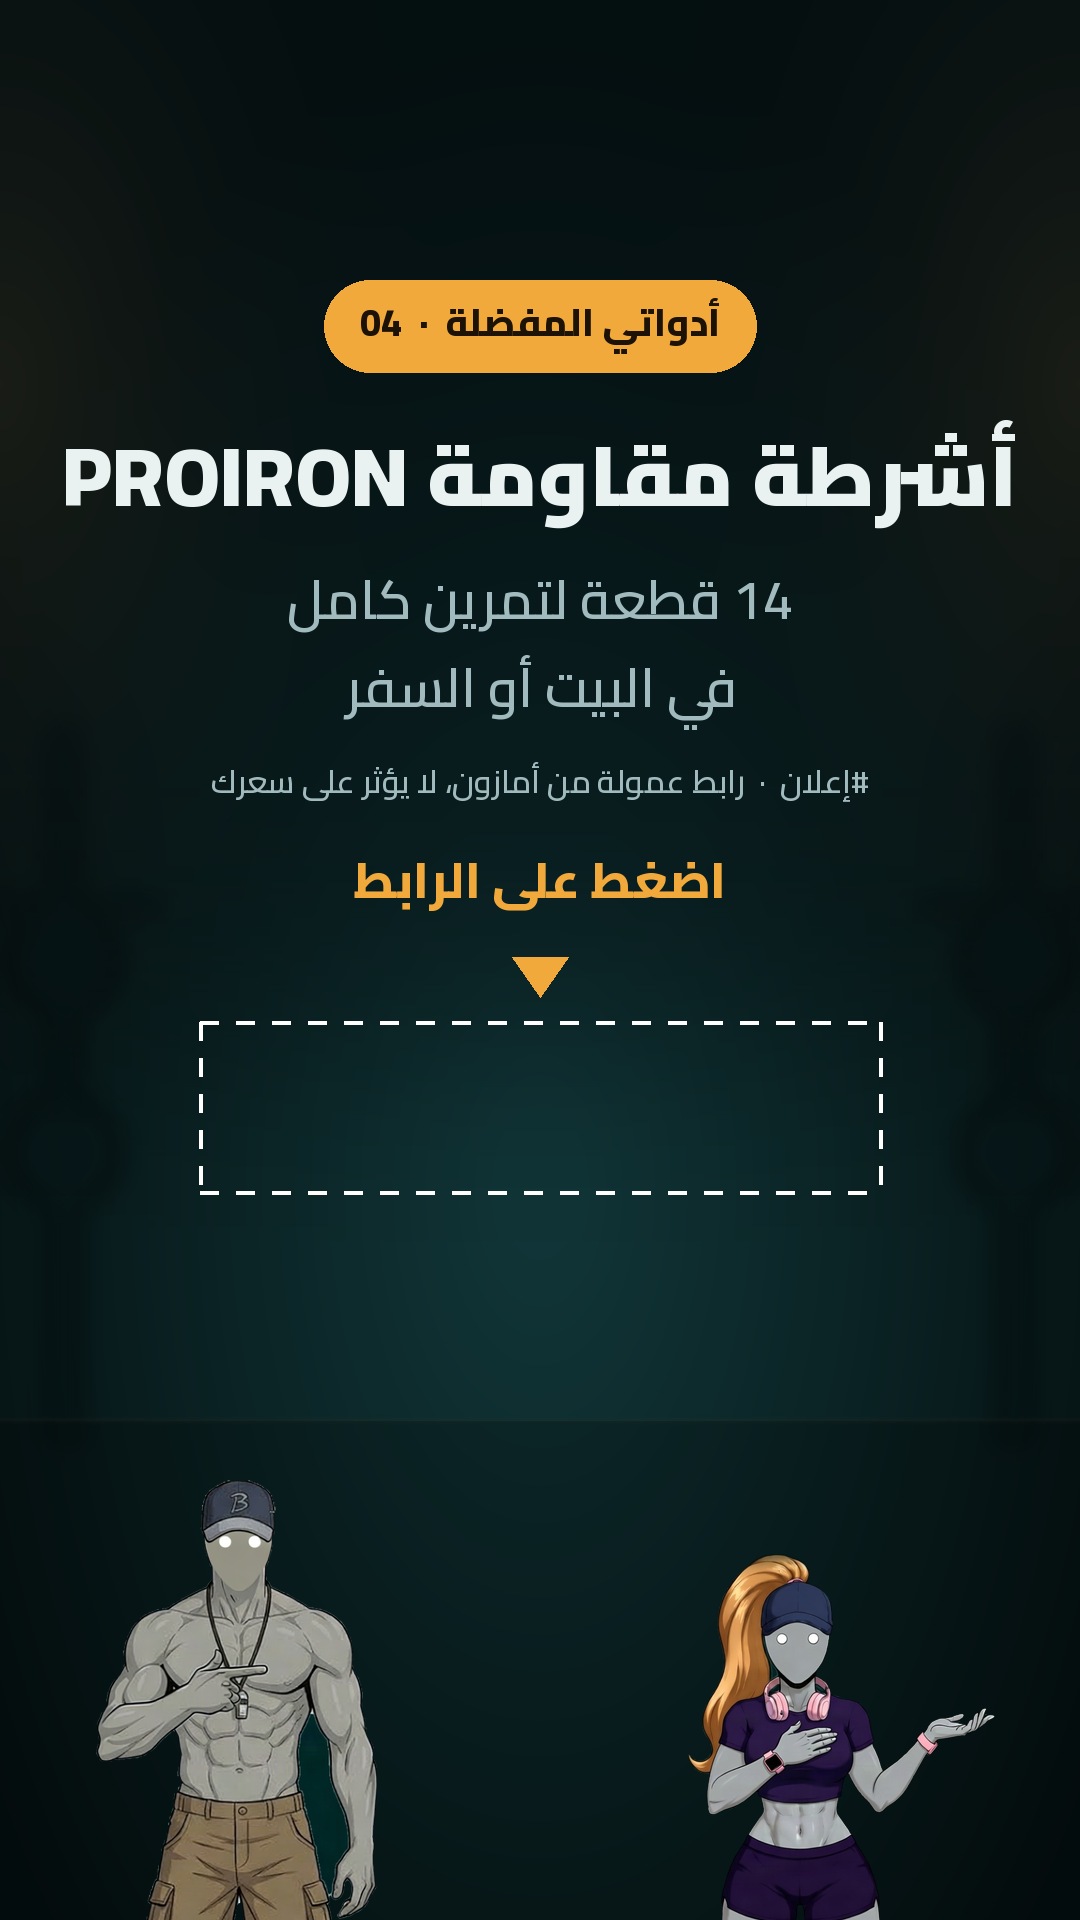 أدواتي المفضلة · 04
أشرطة مقاومة PROIRON
14 قطعة لتمرين كامل
في البيت أو السفر
#إعلان · رابط عمولة من أمازون، لا يؤثر على سعرك
اضغط على الرابط
B